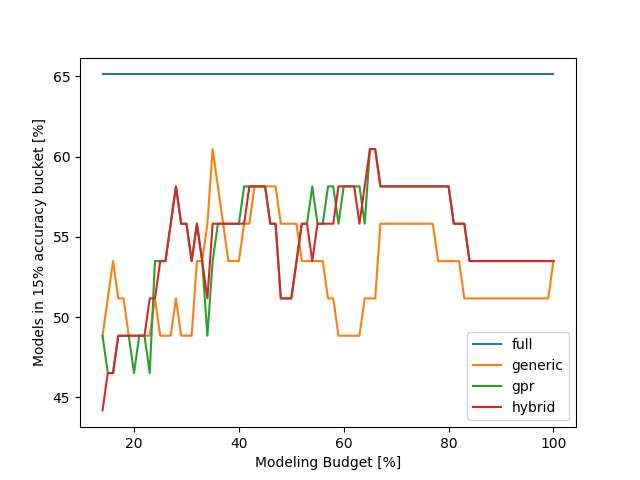 Models in 15% accuracy bucket [%]
65
60
55
50
45
20 40 60 80 100
Modeling Budget [%]
full
generic
gpr
hybrid